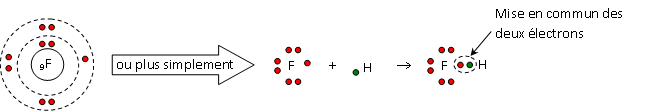 Mise en commun des
deux électrons
₉F
ou plus simplement
F + H → F H